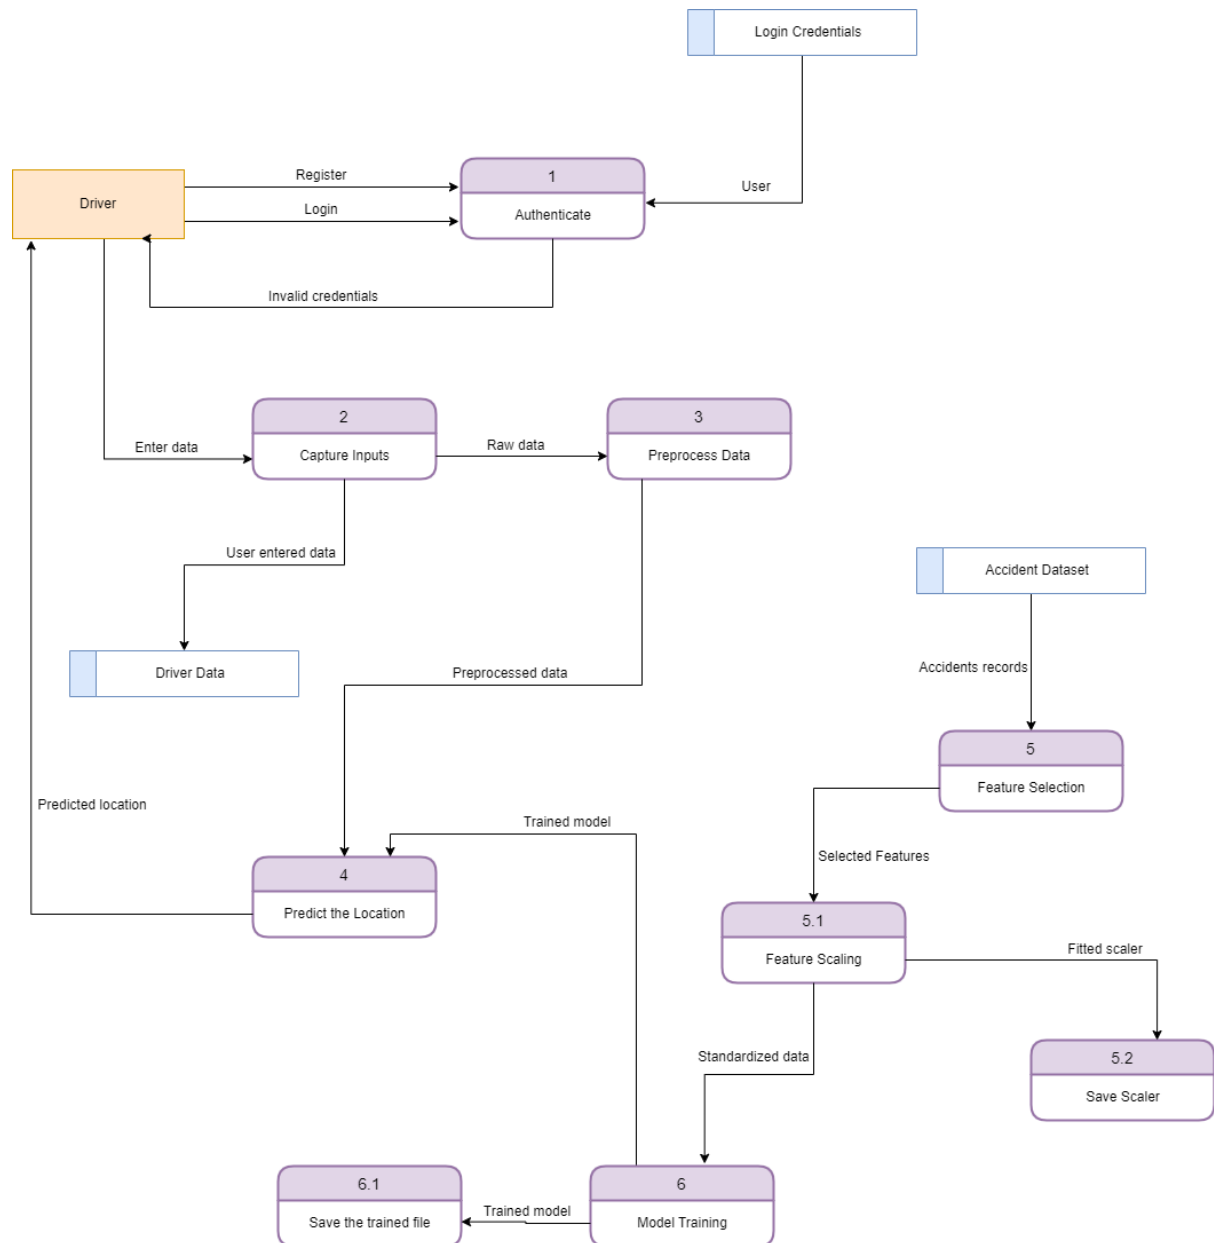 Login Credentials
Register
1
User
Driver
Login
Authenticate
Invalid credentials
2
3
Enter data
Capture Inputs
Raw data
Preprocess Data
User entered data
Accident Dataset
Driver Data
Preprocessed data
Accidents records
5
Feature Selection
Predicted location
Trained model
Selected Features
4
Predict the Location
5.1
Feature Scaling
Fitted scaler
Standardized data
5.2
Save Scaler
6.1
Save the trained file
Trained model
6
Model Training